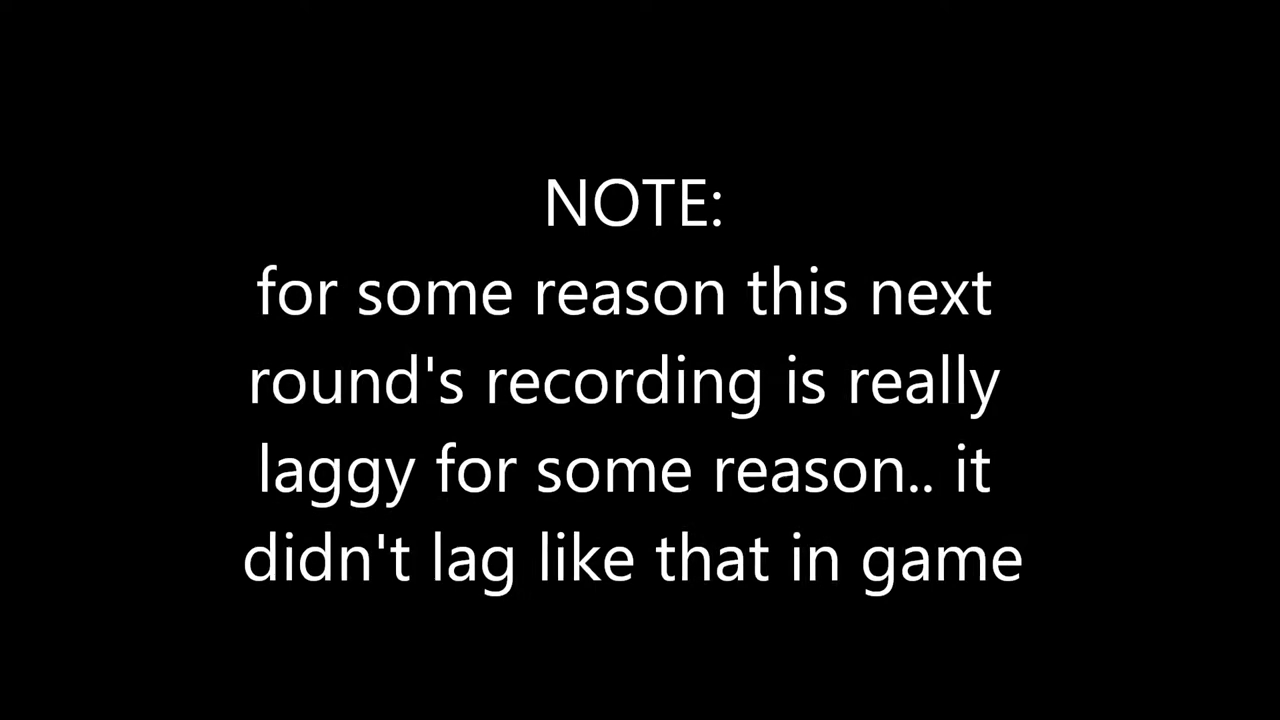 NOTE:
for some reason this next
round's recording is really
laggy for some reason.. it
didn't lag like that in game